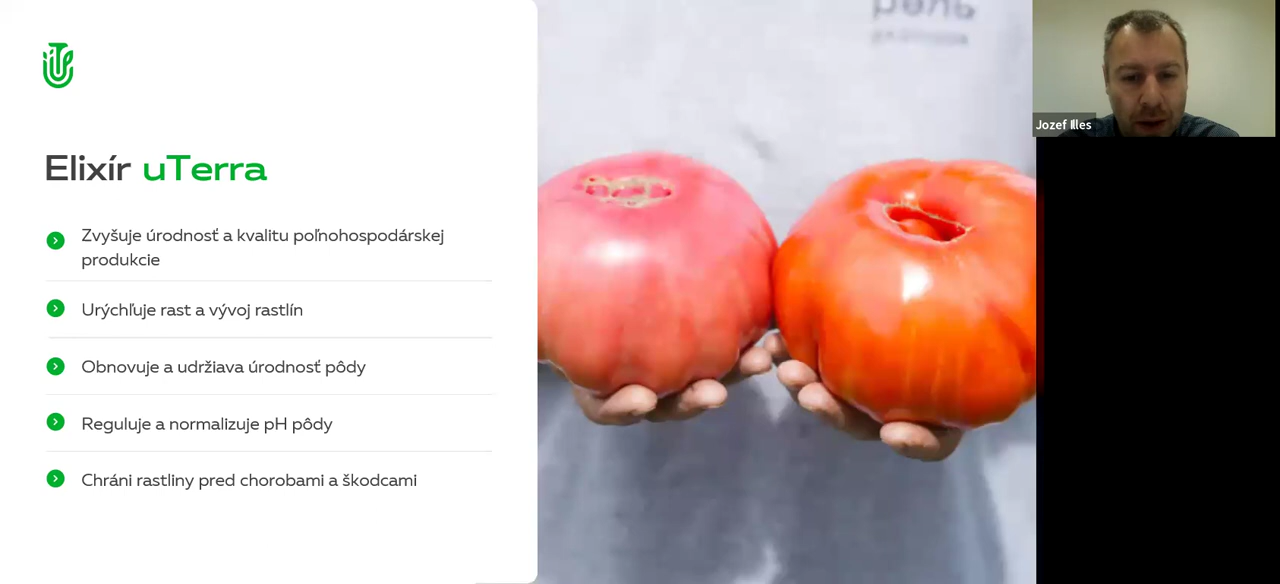 Elixír uTerra
Zvyšuje úrodnosť a kvalitu poľnohospodárskej
produkcie
Urýchľuje rast a vývoj rastlín
Obnovuje a udržiava úrodnosť pôdy
Reguluje a normalizuje pH pôdy
Chráni rastliny pred chorobami a škodcami
Jozef Illes